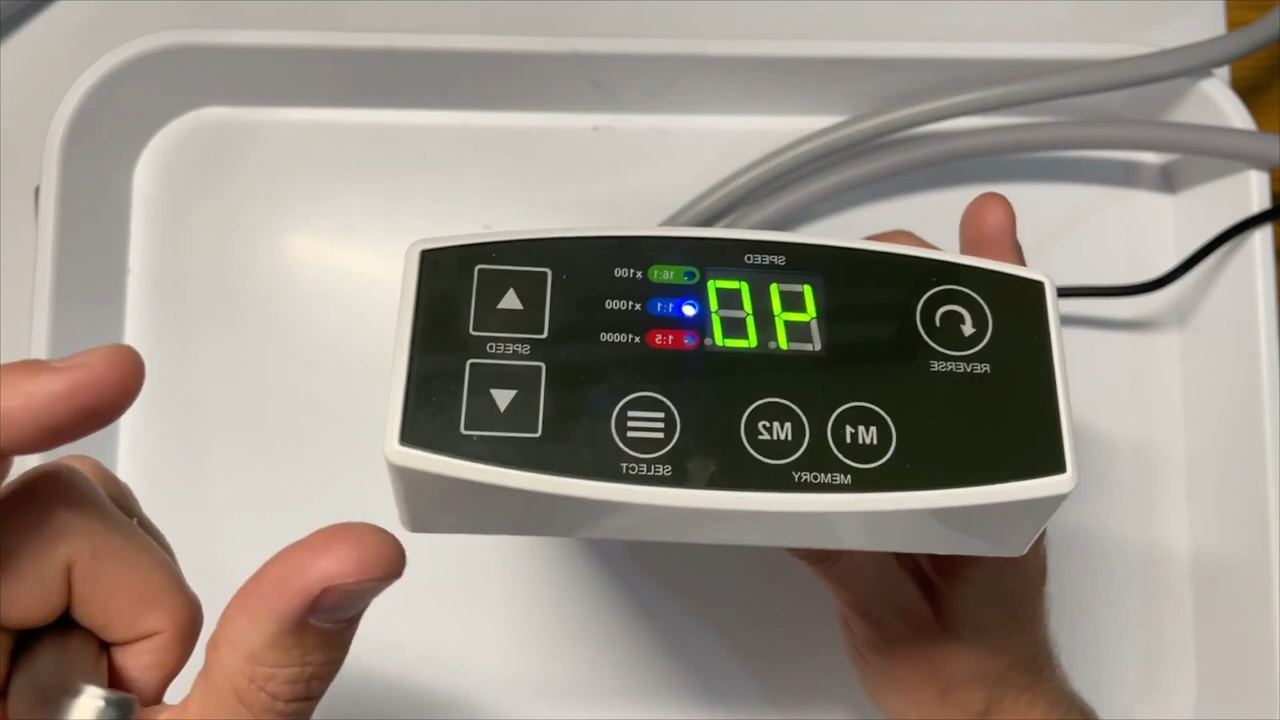 SPEED
40
16:1 x100
1:1 x1000
1:5 x10000
SPEED
REVERSE
M1 M2
MEMORY
SELECT